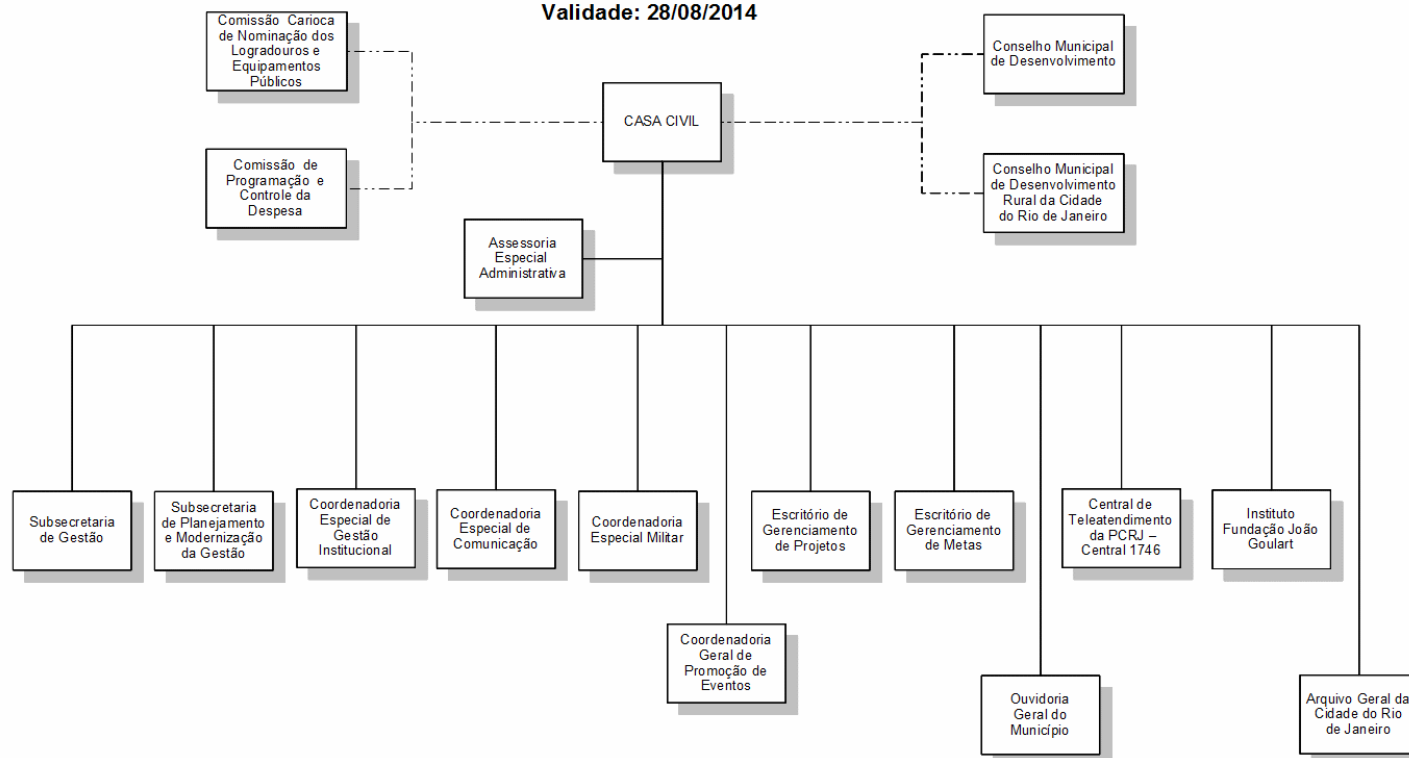 Validade: 28/08/2014
Comissão Carioca
de Nominação dos
Logradouros e
Equipamentos
Públicos
Conselho Municipal
de Desenvolvimento
CASA CIVIL
Comissão de
Programação e
Controle da
Despesa
Conselho Municipal
de Desenvolvimento
Rural da Cidade
do Rio de Janeiro
Assessoria
Especial
Administrativa
Subsecretaria
de Gestão
Subsecretaria
de Planejamento
e Modernização
da Gestão
Coordenadoria
Especial de
Gestão
Institucional
Coordenadoria
Especial de
Comunicação
Coordenadoria
Especial Militar
Escritório de
Gerenciamento
de Projetos
Escritório de
Gerenciamento
de Metas
Central de
Teleatendimento
da PCRJ –
Central 1746
Instituto
Fundação João
Goulart
Coordenadoria
Geral de
Promoção de
Eventos
Ouvidoria
Geral do
Município
Arquivo Geral da
Cidade do Rio
de Janeiro